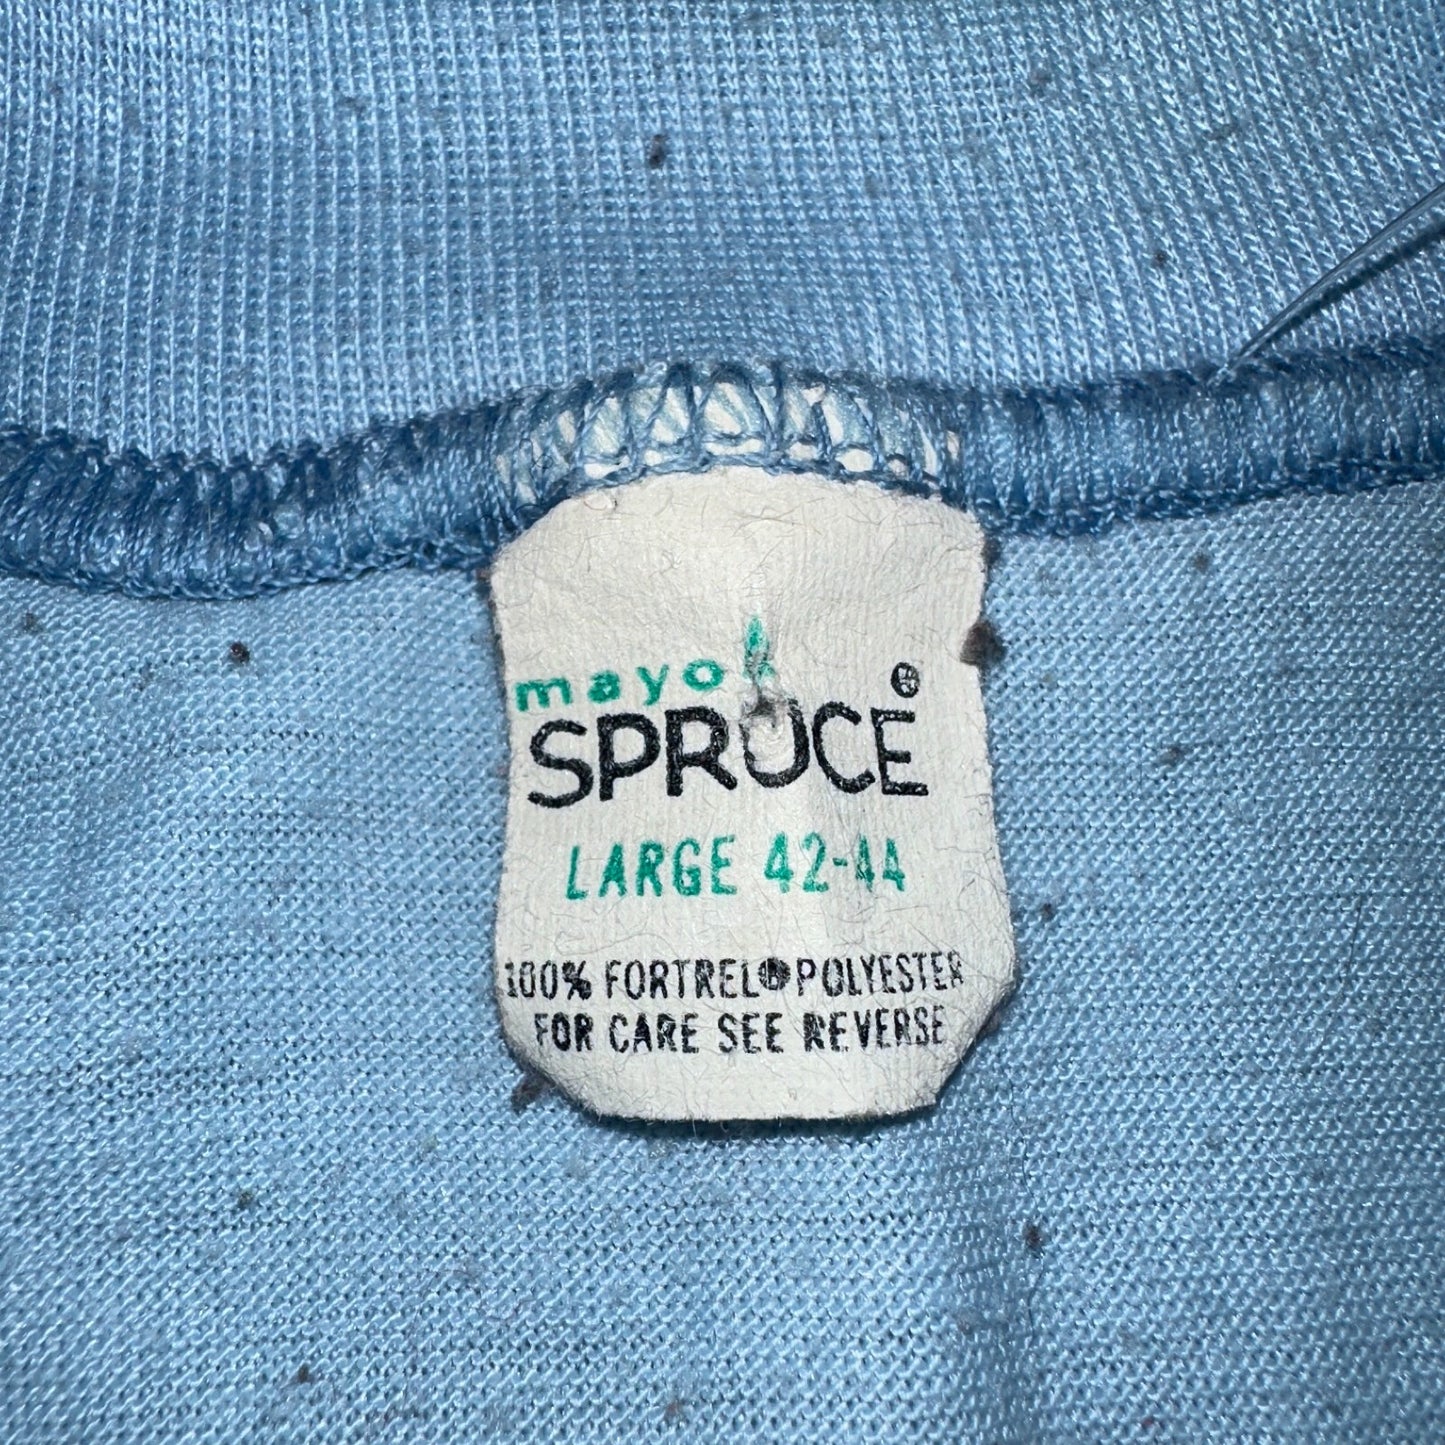 mayo
SPRUCE®
LARGE 42-44
100% FORTREL® POLYESTER
FOR CARE SEE REVERSE